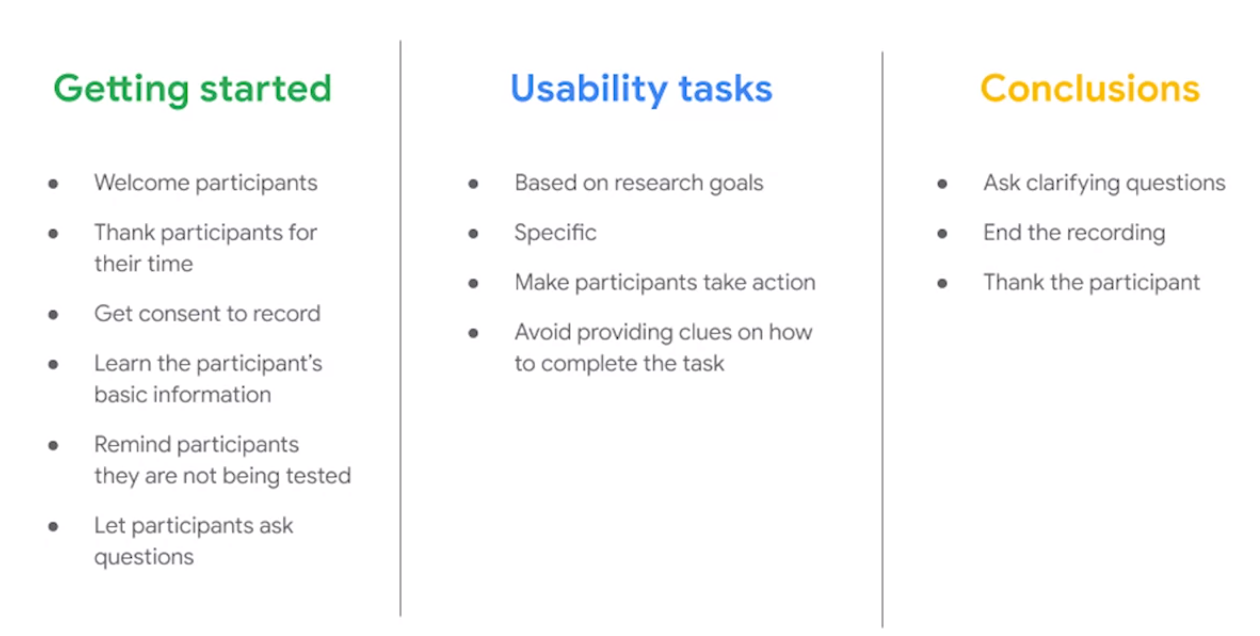 Getting started
• Welcome participants
• Thank participants for
their time
• Get consent to record
• Learn the participant's
basic information
• Remind participants
they are not being tested
• Let participants ask
questions
Usability tasks
• Based on research goals
• Specific
• Make participants take action
• Avoid providing clues on how
to complete the task
Conclusions
• Ask clarifying questions
• End the recording
• Thank the participant